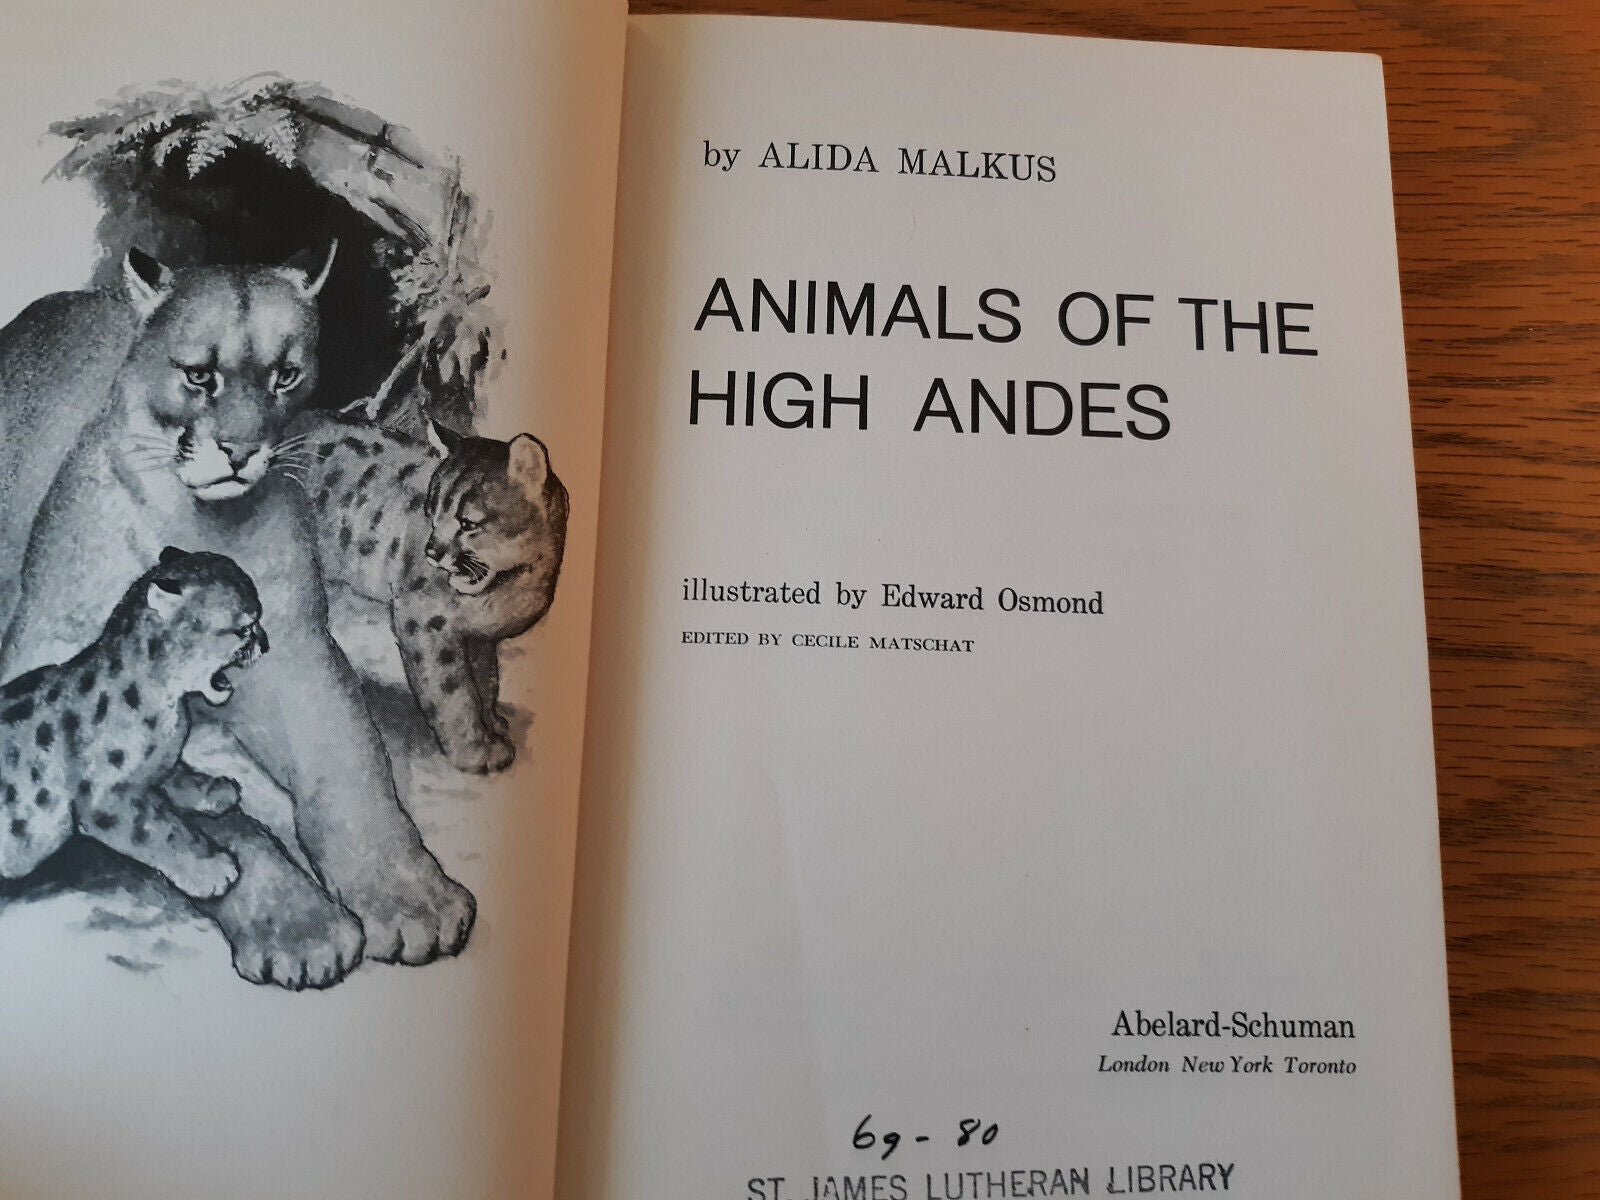 by ALIDA MALKUS
ANIMALS OF THE
HIGH ANDES
illustrated by Edward Osmond
EDITED BY CECILE MATSCHAT
Abelard-Schuman
London New York Toronto
69-80
ST. JAMES LUTHERAN LIBRARY